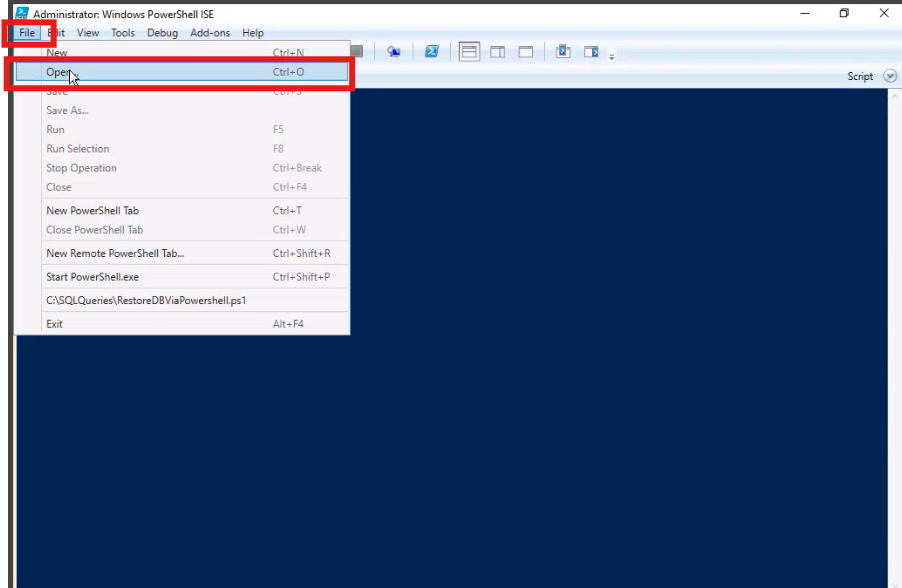 Administrator: Windows PowerShell ISE
File Edit View Tools Debug Add-ons Help
New Ctrl+N
Open... Ctrl+O
Script
Save Ctrl+S
Save As...
Run F5
Run Selection F8
Stop Operation Ctrl+Break
Close Ctrl+F4
New PowerShell Tab Ctrl+T
Close PowerShell Tab Ctrl+W
New Remote PowerShell Tab... Ctrl+Shift+R
Start PowerShell.exe Ctrl+Shift+P
C:\SQLQueries\RestoreDBViaPowershell.ps1
Exit Alt+F4